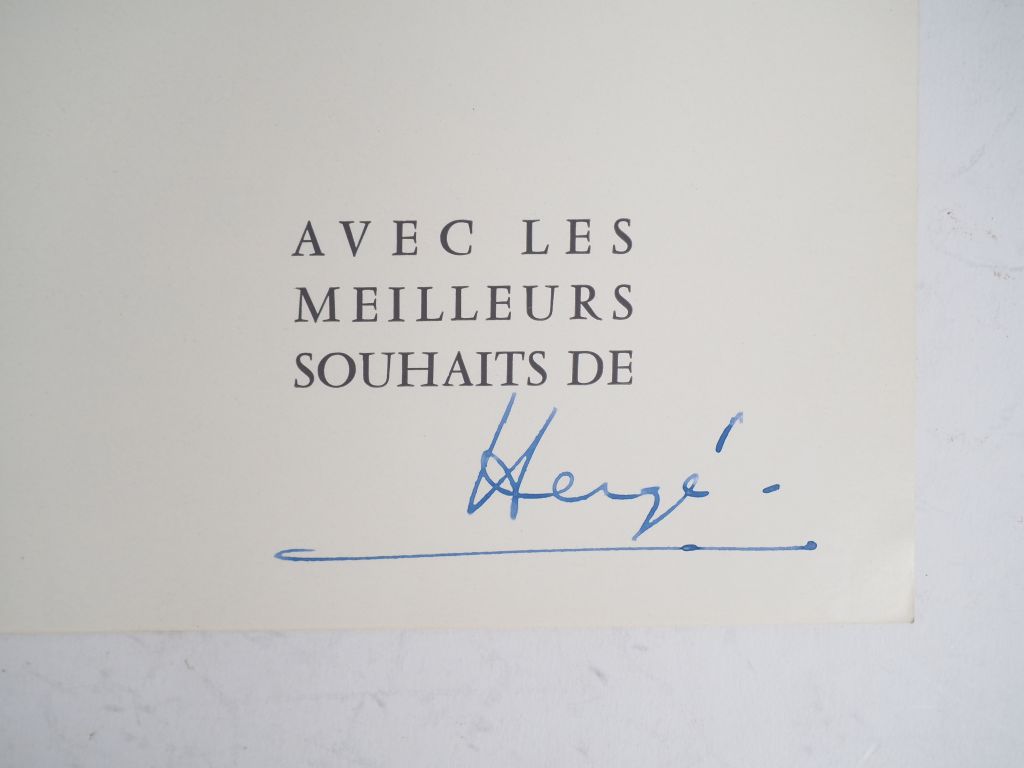 AVEC LES
MEILLEURS
SOUHAITS DE
Hergé -